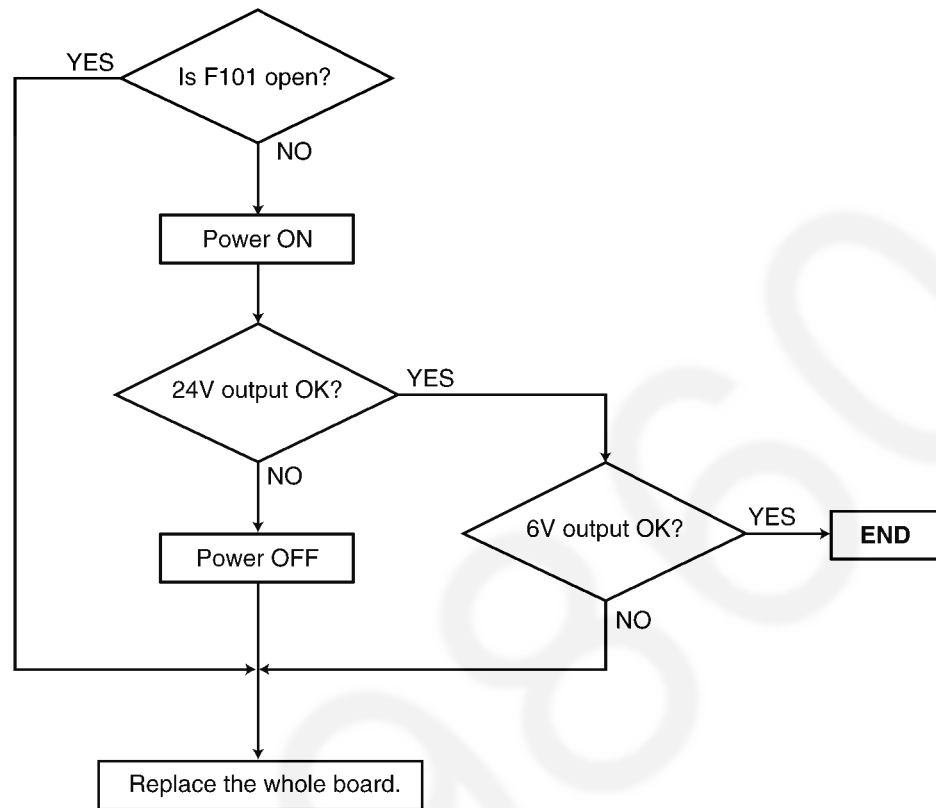 YES
Is F101 open?
NO
Power ON
24V output OK?
YES
NO
6V output OK?
YES
END
Power OFF
NO
Replace the whole board.